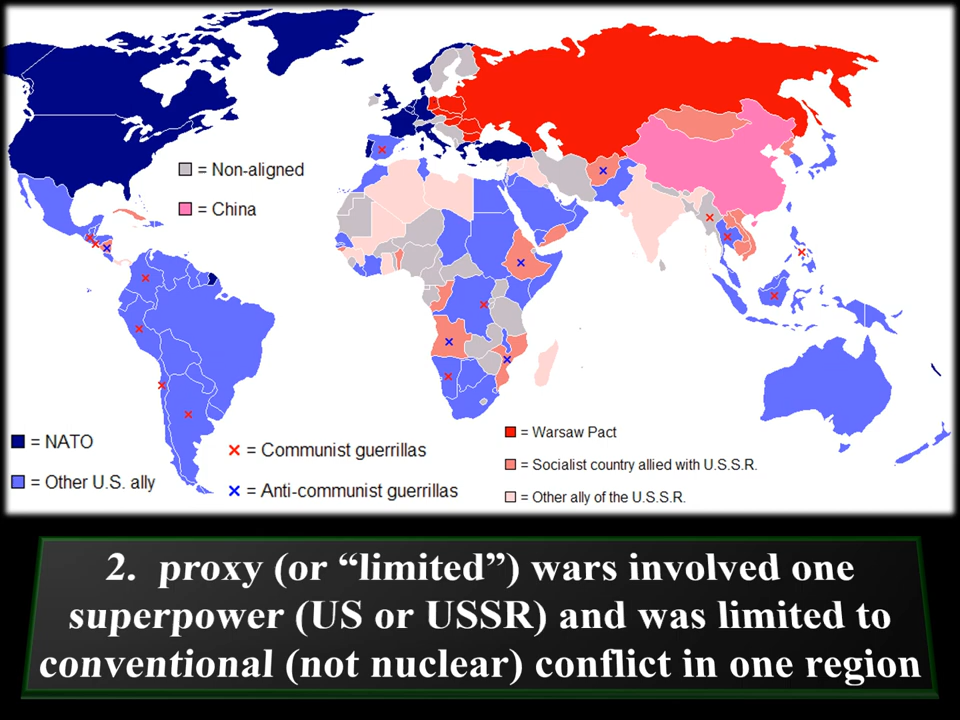 = Non-aligned
= China
= NATO
= Other U.S. ally
= Communist guerrillas
= Anti-communist guerrillas
= Warsaw Pact
= Socialist country allied with U.S.S.R.
= Other ally of the U.S.S.R.
2. proxy (or “limited”) wars involved one
superpower (US or USSR) and was limited to
conventional (not nuclear) conflict in one region